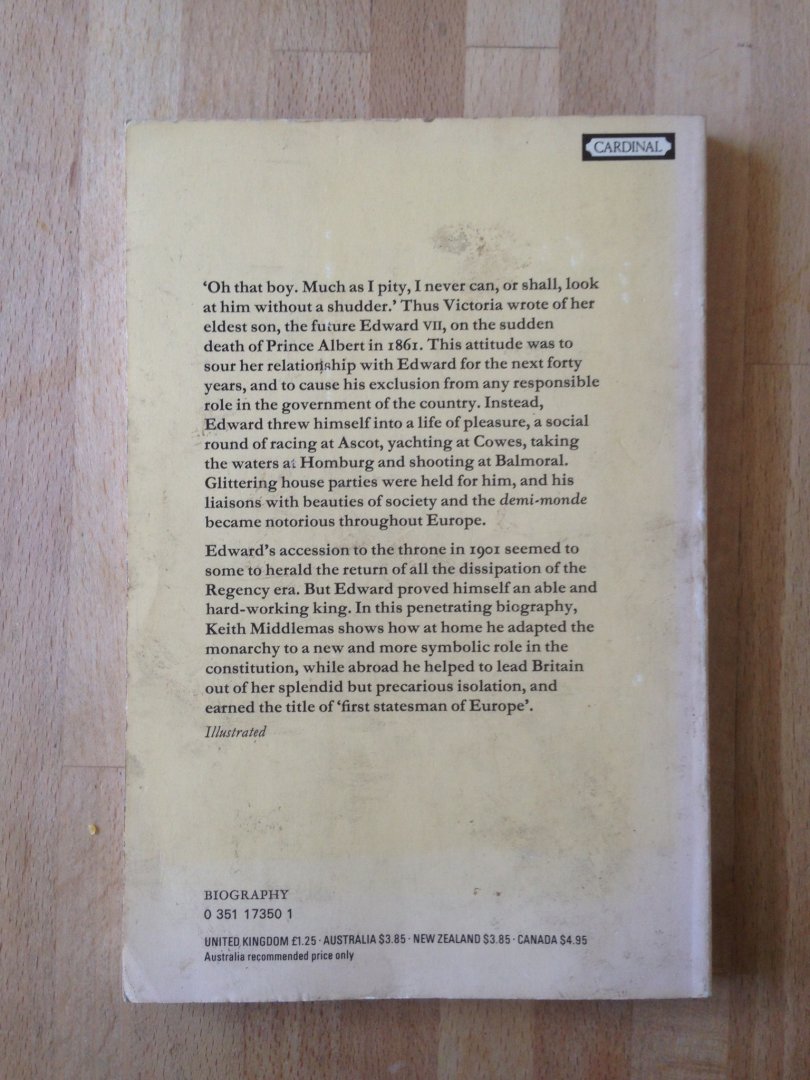 CARDINAL
‘Oh that boy. Much as I pity, I never can, or shall, look
at him without a shudder.’ Thus Victoria wrote of her
eldest son, the future Edward VII, on the sudden
death of Prince Albert in 1861. This attitude was to
sour her relationship with Edward for the next forty
years, and to cause his exclusion from any responsible
role in the government of the country. Instead,
Edward threw himself into a life of pleasure, a social
round of racing at Ascot, yachting at Cowes, taking
the waters at Homburg and shooting at Balmoral.
Glittering house parties were held for him, and his
liaisons with beauties of society and the demi-monde
became notorious throughout Europe.
Edward’s accession to the throne in 1901 seemed to
some to herald the return of all the dissipation of the
Regency era. But Edward proved himself an able and
hard-working king. In this penetrating biography,
Keith Middlemas shows how at home he adapted the
monarchy to a new and more symbolic role in the
constitution, while abroad he helped to lead Britain
out of her splendid but precarious isolation, and
earned the title of ‘first statesman of Europe’.
Illustrated
BIOGRAPHY
0 351 17350 1
UNITED KINGDOM £1.25 · AUSTRALIA $3.85 · NEW ZEALAND $3.85 · CANADA $4.95
Australia recommended price only